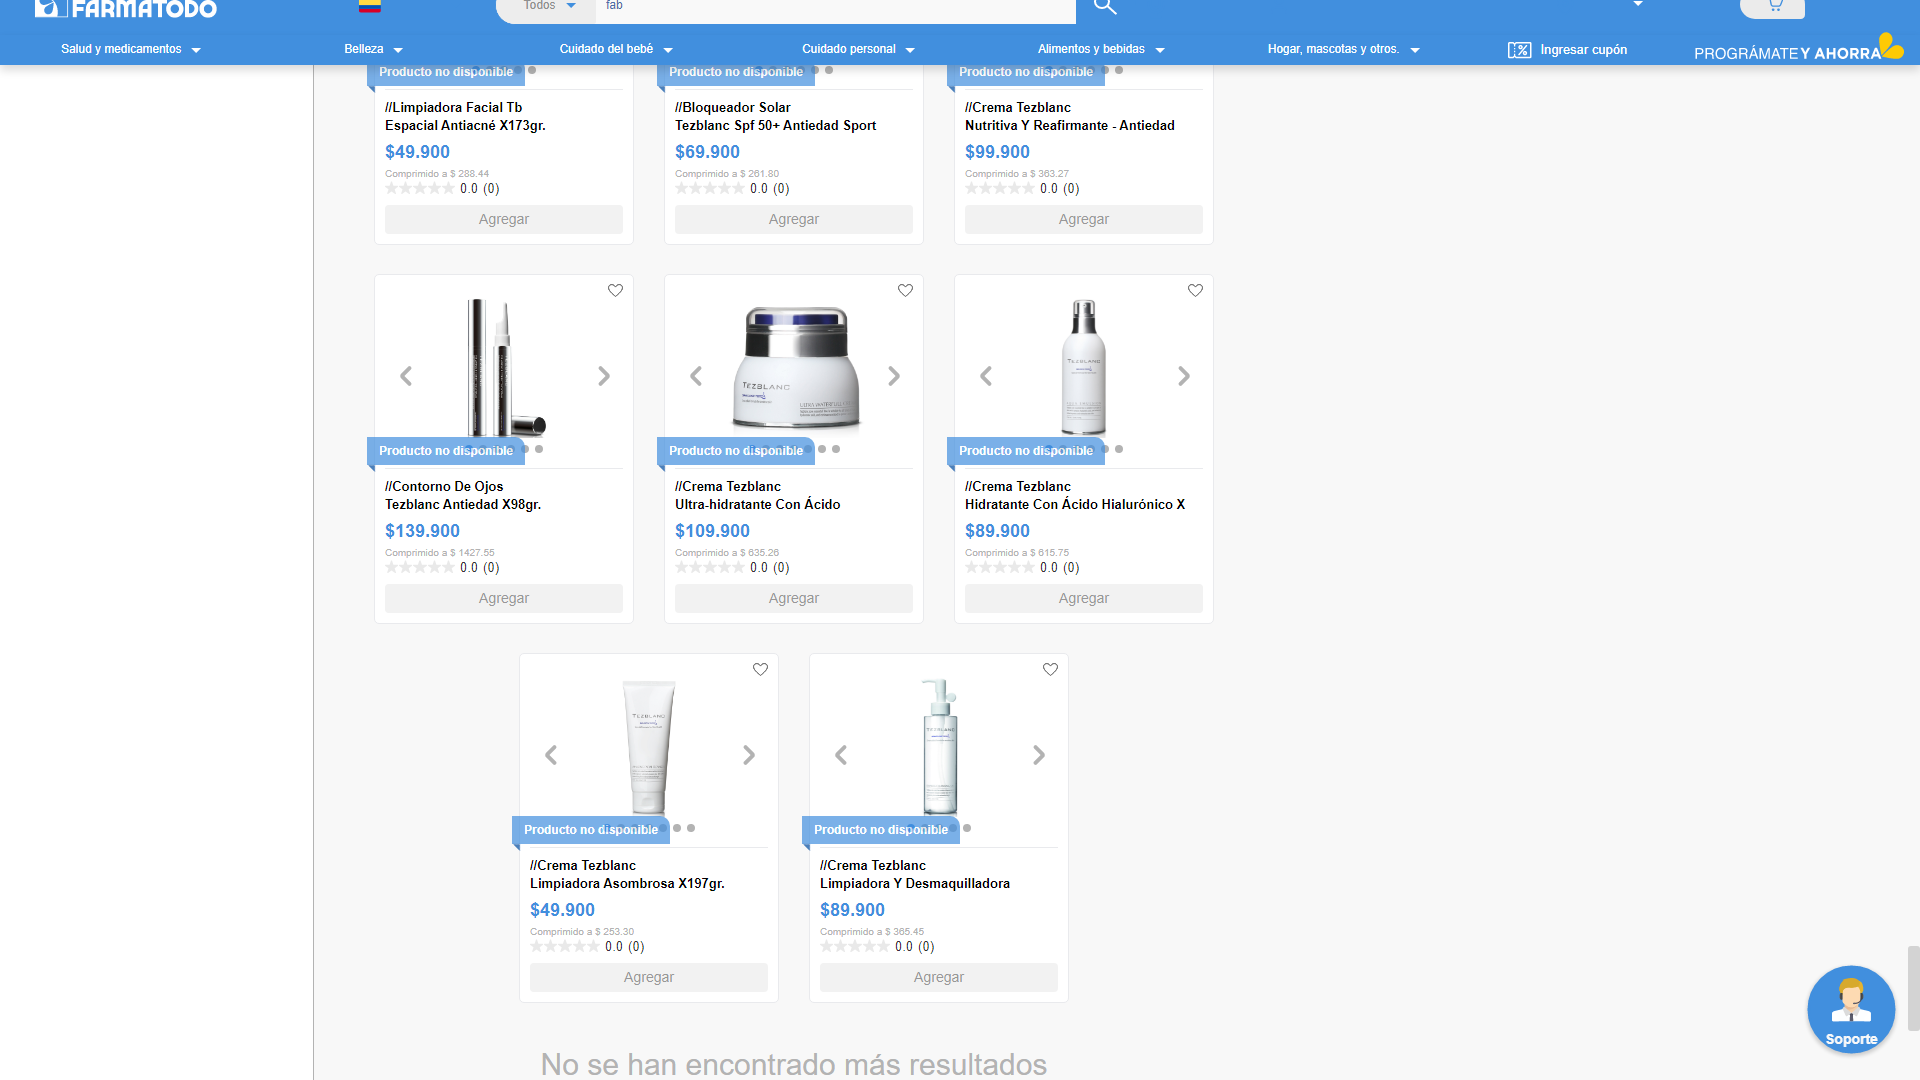 FARMATODO
Todos
fab
Salud y medicamentos
Belleza
Cuidado del bebé
Cuidado personal
Alimentos y bebidas
Hogar, mascotas y otros.
Ingresar cupón
PROGRÁMATE Y AHORRA
Producto no disponible
Producto no disponible
Producto no disponible
//Limpiadora Facial Tb
Espacial Antiacné X173gr.
$49.900
Comprimido a $ 288.44
0.0 (0)
Agregar
//Bloqueador Solar
Tezblanc Spf 50+ Antiedad Sport
$69.900
Comprimido a $ 261.80
0.0 (0)
Agregar
//Crema Tezblanc
Nutritiva Y Reafirmante - Antiedad
$99.900
Comprimido a $ 363.27
0.0 (0)
Agregar
Producto no disponible
//Contorno De Ojos
Tezblanc Antiedad X98gr.
$139.900
Comprimido a $ 1427.55
0.0 (0)
Agregar
TEZBLANC
Producto no disponible
//Crema Tezblanc
Ultra-hidratante Con Ácido
$109.900
Comprimido a $ 635.26
0.0 (0)
Agregar
TEZBLANC
Producto no disponible
//Crema Tezblanc
Hidratante Con Ácido Hialurónico X
$89.900
Comprimido a $ 615.75
0.0 (0)
Agregar
TEZBLANC
Producto no disponible
//Crema Tezblanc
Limpiadora Asombrosa X197gr.
$49.900
Comprimido a $ 253.30
0.0 (0)
Agregar
TEZBLANC
Producto no disponible
//Crema Tezblanc
Limpiadora Y Desmaquilladora
$89.900
Comprimido a $ 365.45
0.0 (0)
Agregar
Soporte
No se han encontrado más resultados